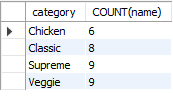 category COUNT(name)
Chicken 6
Classic 8
Supreme 9
Veggie 9